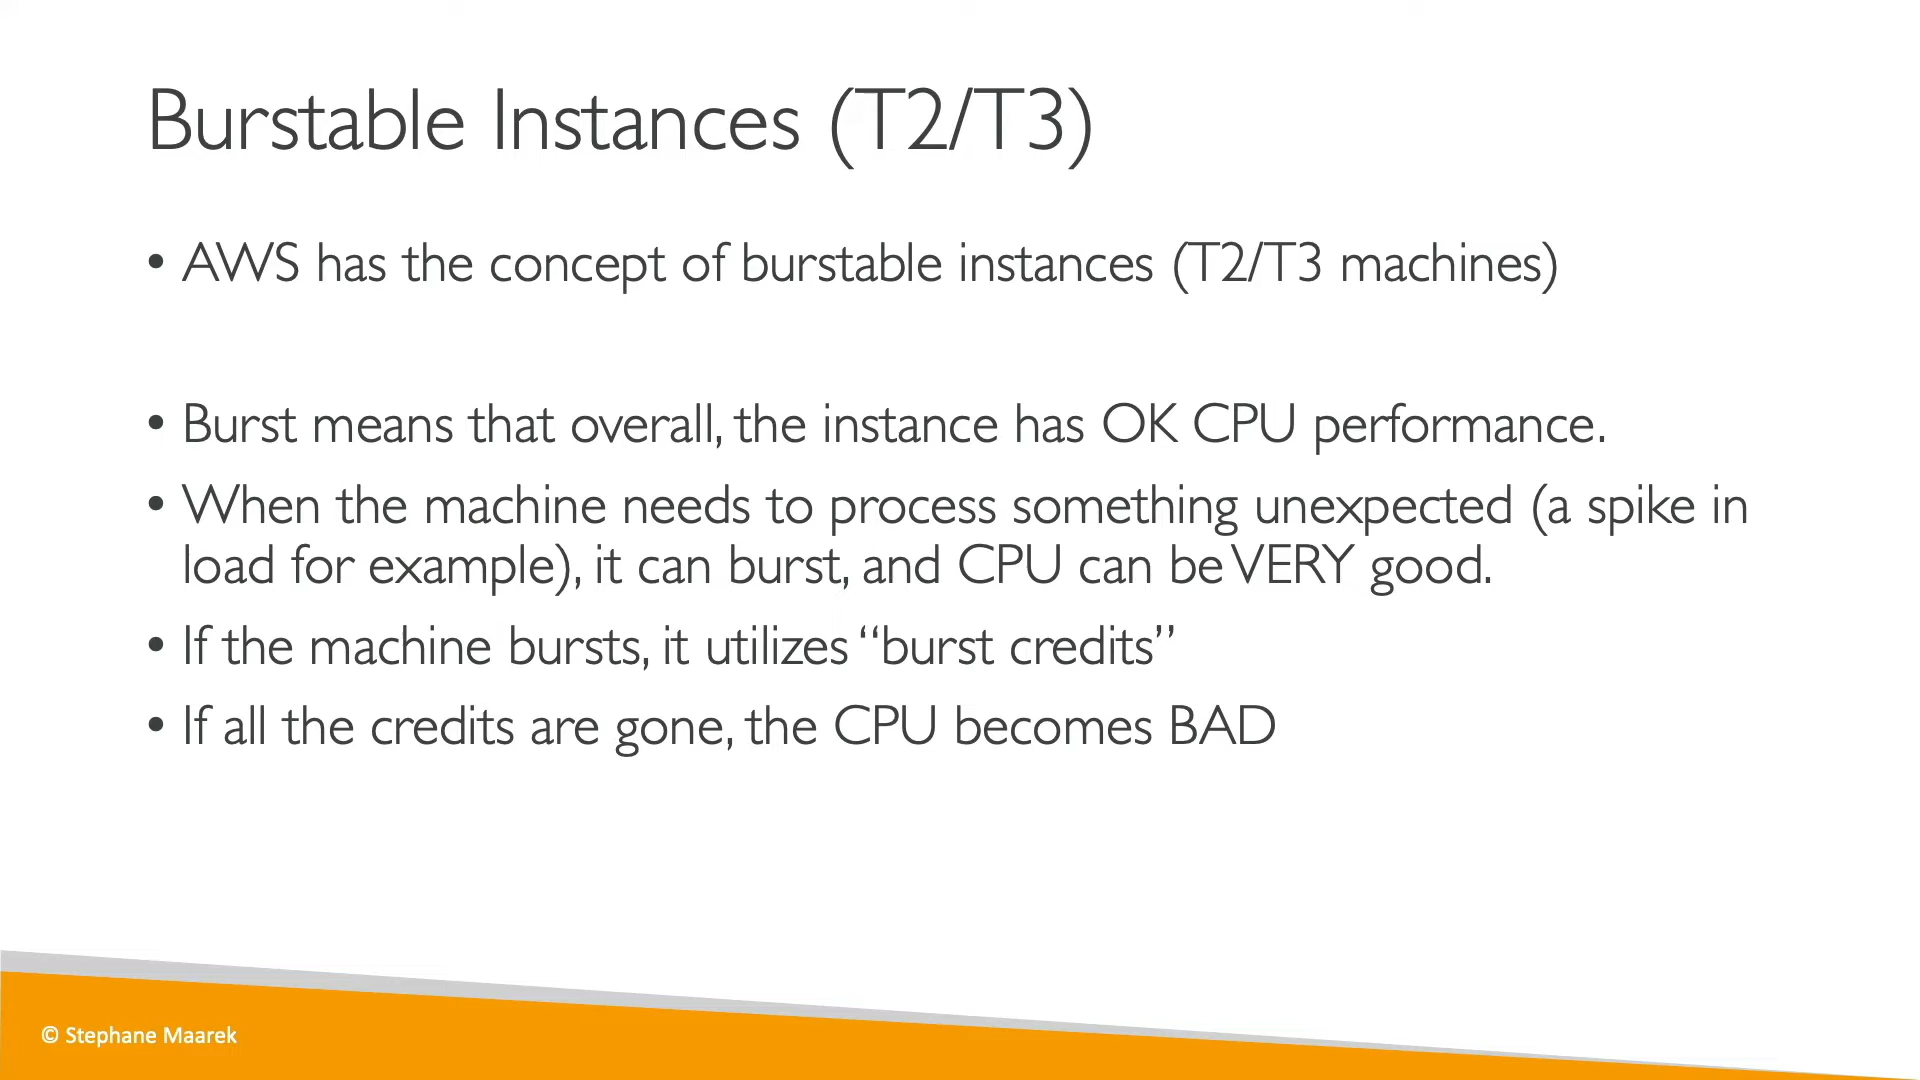 Burstable Instances (T2/T3)
• AWS has the concept of burstable instances (T2/T3 machines)
• Burst means that overall, the instance has OK CPU performance.
• When the machine needs to process something unexpected (a spike in
load for example), it can burst, and CPU can be VERY good.
• If the machine bursts, it utilizes “burst credits”
• If all the credits are gone, the CPU becomes BAD
© Stephane Maarek